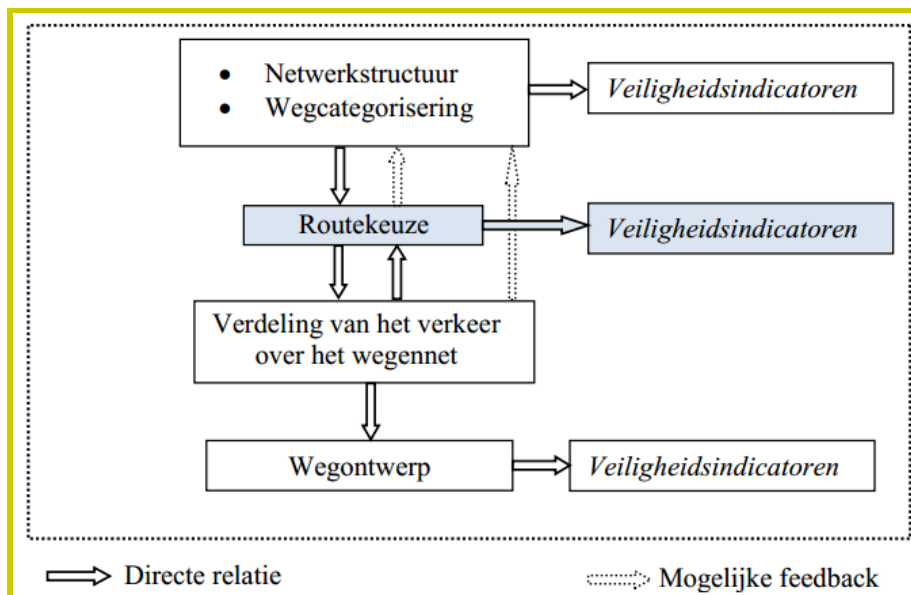 • Netwerkstructuur
• Wegcategorisering
Veiligheidsindicatoren
Routekeuze
Veiligheidsindicatoren
Verdeling van het verkeer
over het wegennet
Wegontwerp
Veiligheidsindicatoren
Directe relatie
Mogelijke feedback